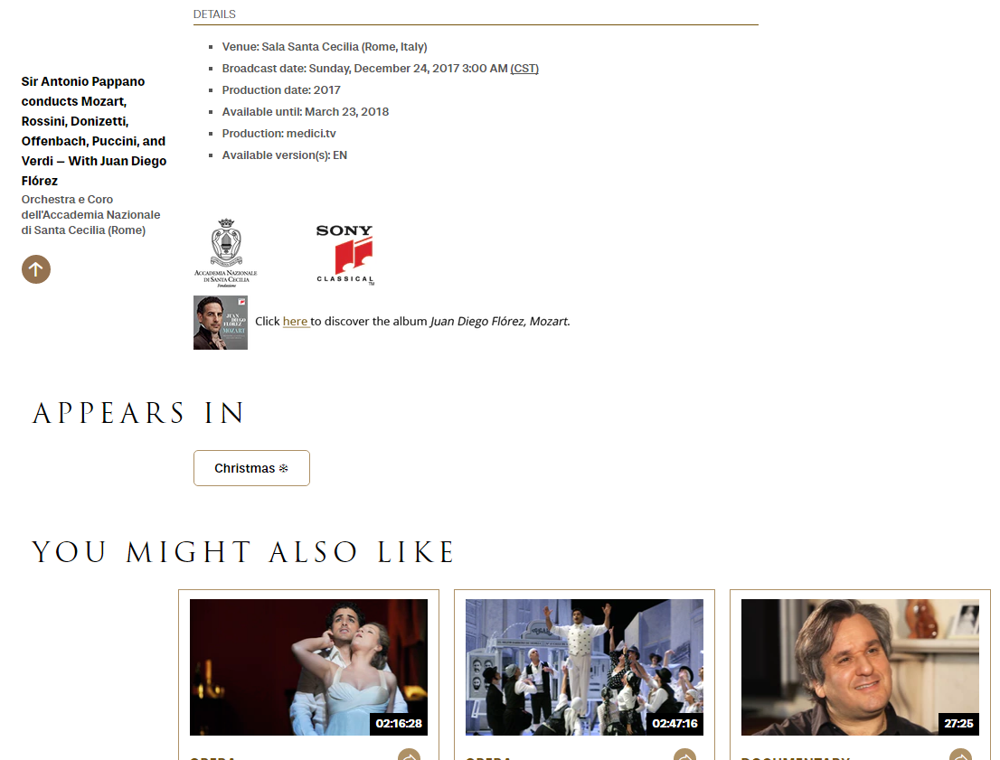 DETAILS
Venue: Sala Santa Cecilia (Rome, Italy)
Broadcast date: Sunday, December 24, 2017 3:00 AM (CST)
Production date: 2017
Available until: March 23, 2018
Production: medici.tv
Available version(s): EN
Sir Antonio Pappano
conducts Mozart,
Rossini, Donizetti,
Offenbach, Puccini, and
Verdi – With Juan Diego
Flórez
Orchestra e Coro
dell'Accademia Nazionale
di Santa Cecilia (Rome)
ACCADEMIA NAZIONALE
DI SANTA CECILIA
Fondazione
SONY
CLASSICAL TM
JUAN
DIEGO
FLÓREZ
MOZART
Click here to discover the album Juan Diego Flórez, Mozart.
APPEARS IN
Christmas ❄
YOU MIGHT ALSO LIKE
02:16:28
02:47:16
27:25
OPERA
OPERA
DOCUMENTARY